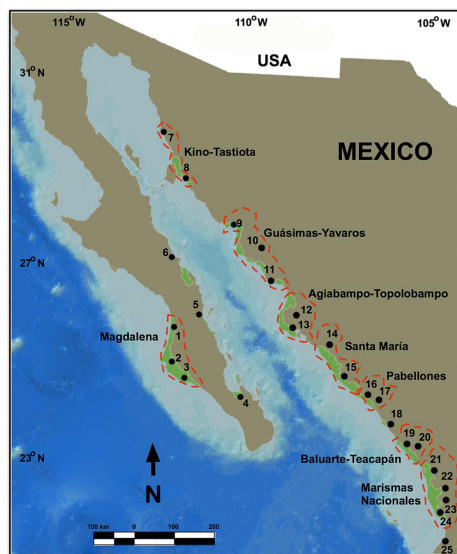 115°W
110°W
105°W
USA
31°N
7
Kino-Tastiota
MEXICO
8
9
10
Guásimas-Yavaros
6
27°N
11
Agiabampo-Topolobampo
5
12
13
Magdalena
1
14
Santa María
2
3
15
Pabellones
4
16
17
18
19
20
Baluarte-Teacapán
23°N
21
Marismas
Nacionales
22
N
23
24
100 km
0
100
200
25